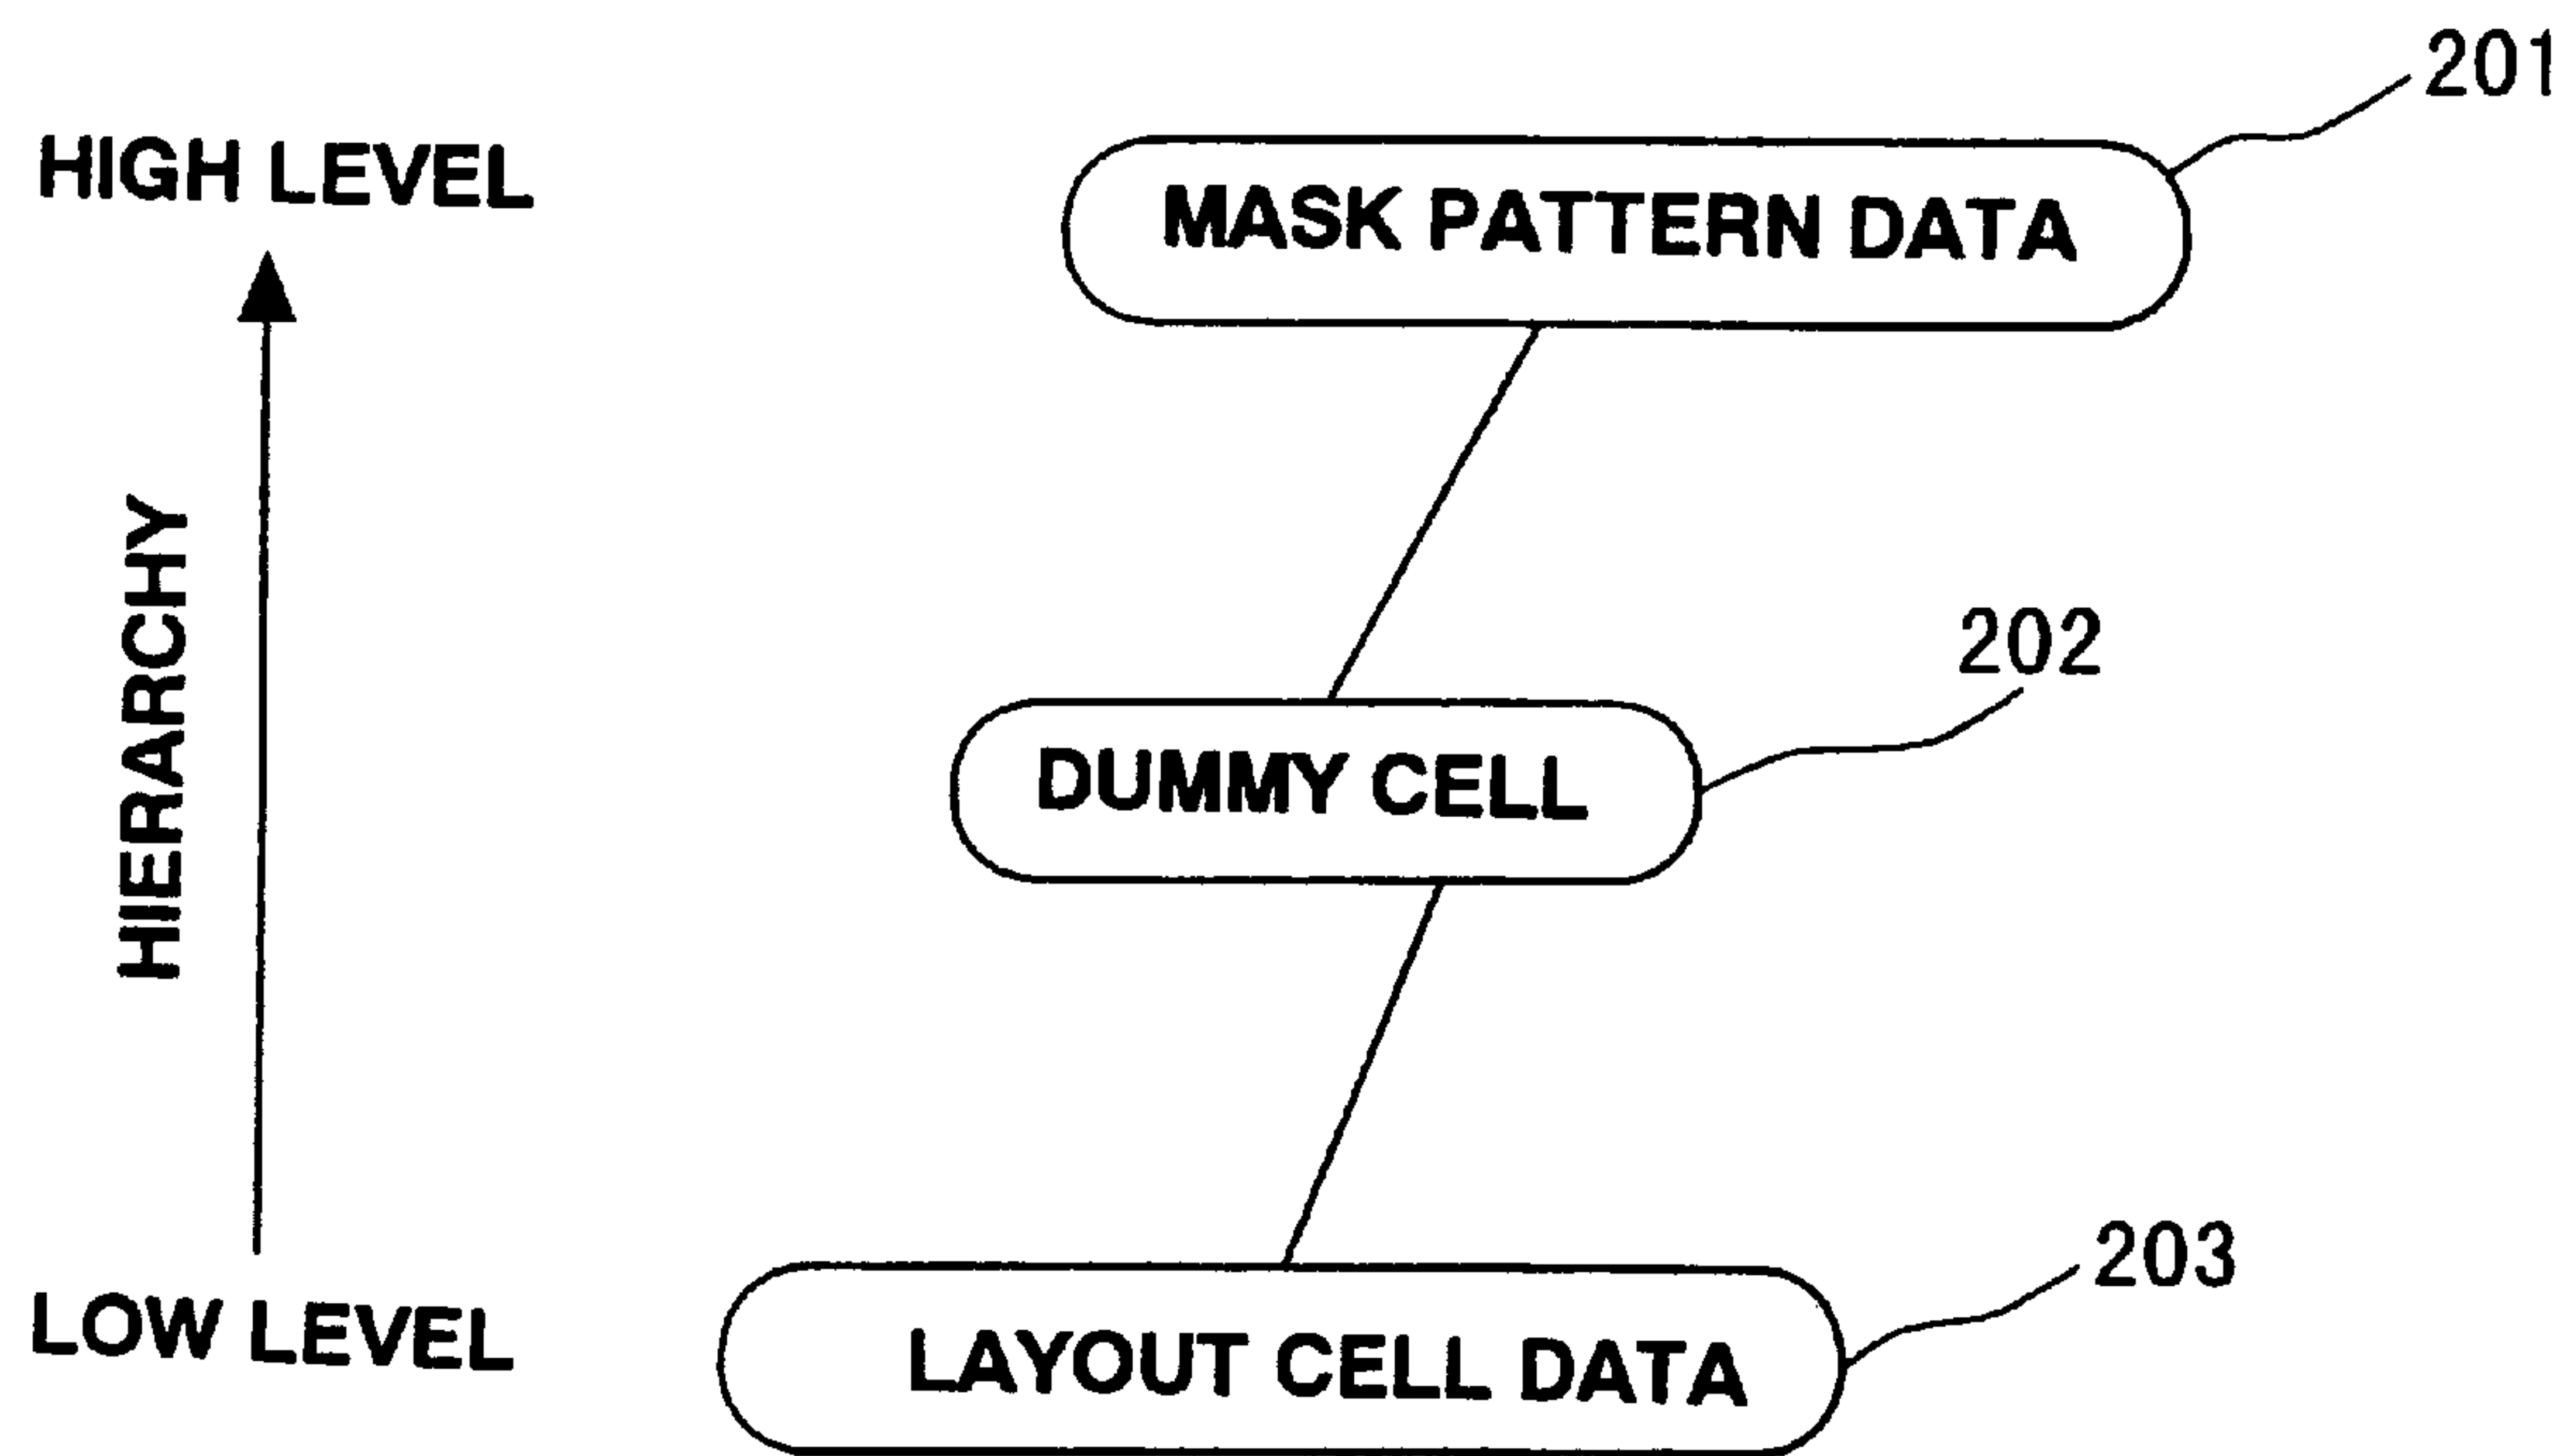 201
HIGH LEVEL
MASK PATTERN DATA
HIERARCHY
202
DUMMY CELL
203
LOW LEVEL
LAYOUT CELL DATA